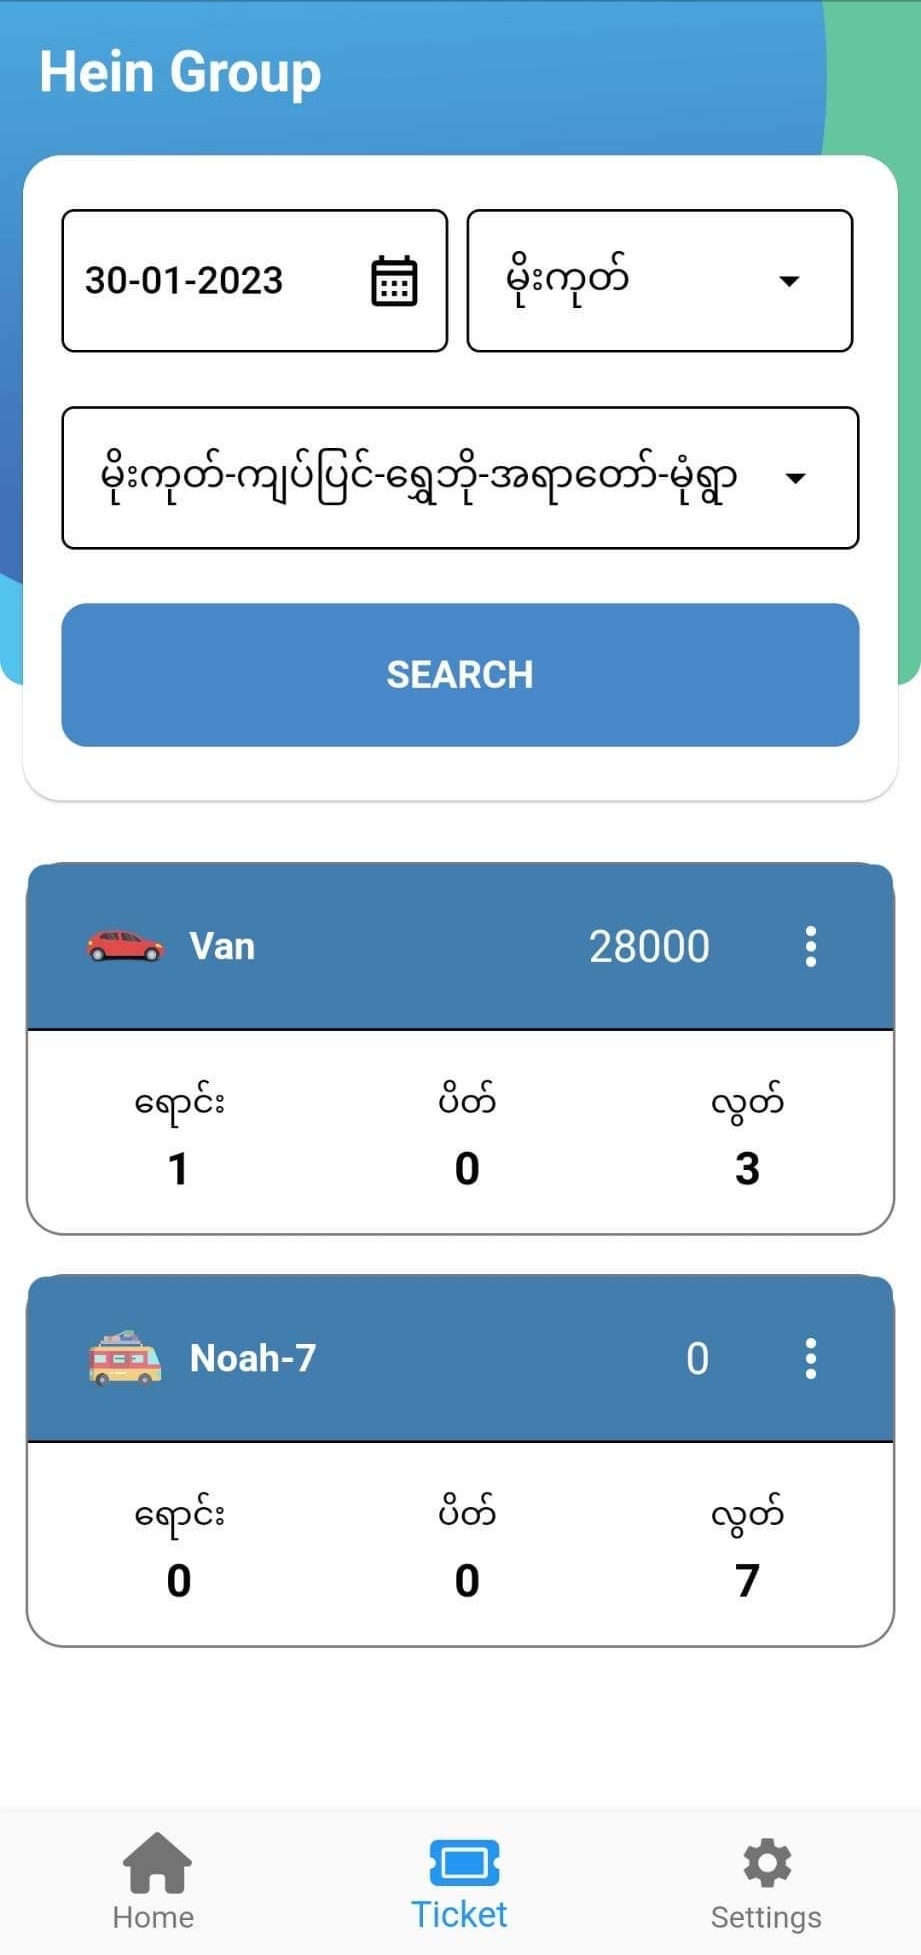 Hein Group
30-01-2023
မိုးကုတ်
မိုးကုတ်-ကျပ်ပြင်-ရွှေဘို-အရာတော်-မုံရွာ
SEARCH
Van 28000
ရောင်း ပိတ် လွတ်
1 0 3
Noah-7 0
ရောင်း ပိတ် လွတ်
0 0 7
Home Ticket Settings